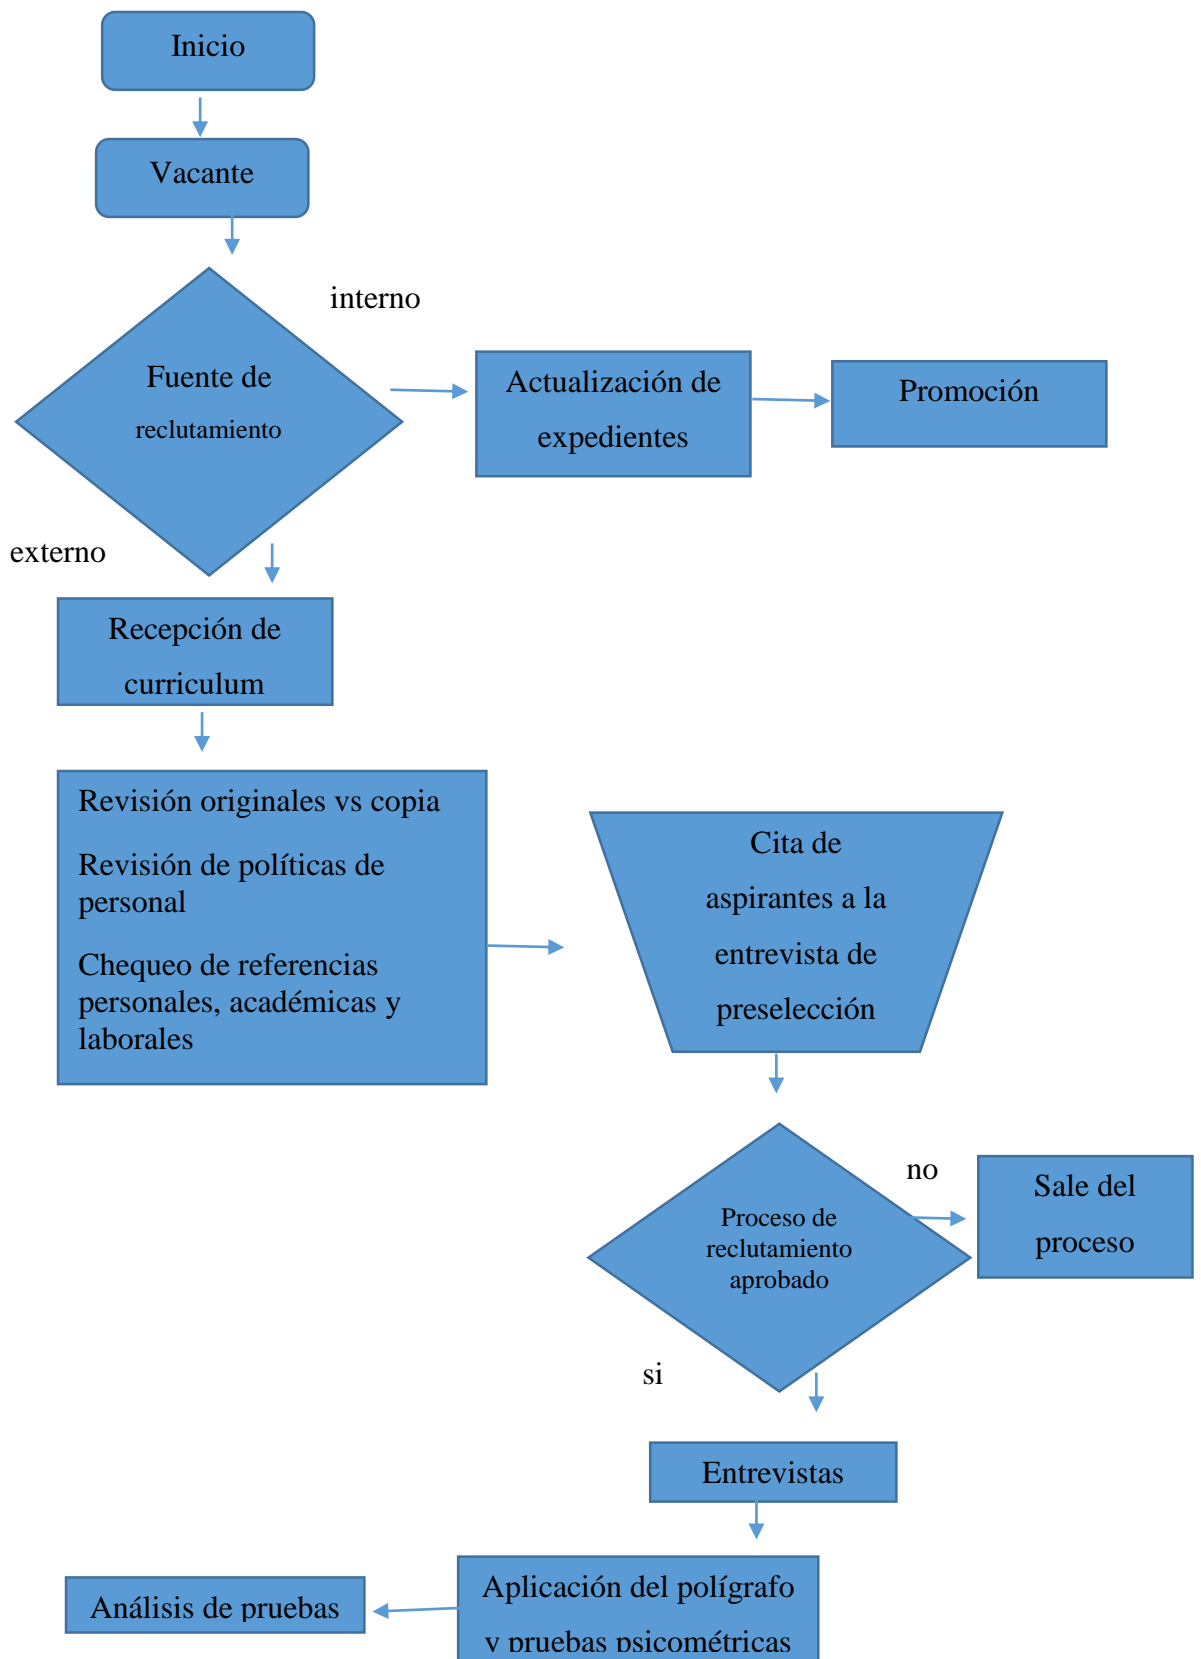 Inicio
Vacante
interno
Fuente de
reclutamiento
Actualización de
expedientes
Promoción
externo
Recepción de
curriculum
Revisión originales vs copia
Revisión de políticas de
personal
Chequeo de referencias
personales, académicas y
laborales
Cita de
aspirantes a la
entrevista de
preselección
no
Proceso de
reclutamiento
aprobado
Sale del
proceso
si
Entrevistas
Aplicación del polígrafo
y pruebas psicométricas
Análisis de pruebas